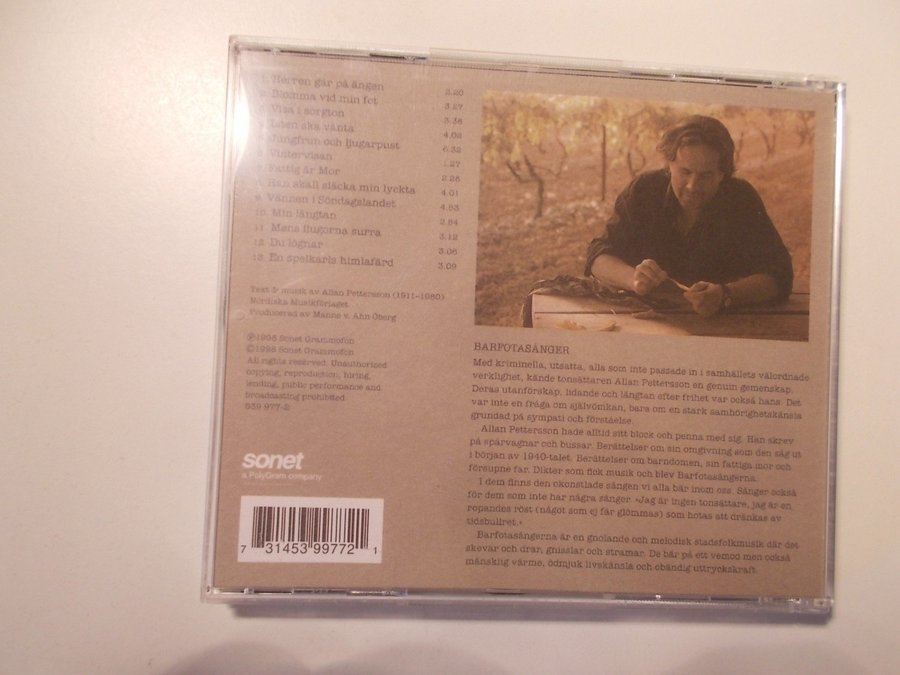 1. Herren går på ängen 3.20
2. Blomma vid min fot 3.27
3. Visa i sorgton 3.38
4. Liten ska vänta 4.02
5. Jungfrun och ljugarpust 6.32
6. Vintervisan 1.27
7. Fattig är Mor 2.26
8. Han skall släcka min lyckta 4.01
9. Vännen i Söndagslandet
10. Min längtan
11. Mens flugorna surra 3.12
12. Du lögnar 3.06
13. En spelkarls himlafärd 3.09
Text & musik av Allan Pettersson (1911–1980)
Nordiska Musikförlaget
Producerad av Manne v. Ahn Öberg
℗1996 Sonet Grammofon
©1996 Sonet Grammofon
All rights reserved. Unauthorized
copying, reproduction, hiring,
lending, public performance and
broadcasting prohibited.
539 977-2
sonet
a PolyGram company
7 31453 99772 1
BARFOTASÅNGER
Med kriminella, utsatta, alla som inte passade in i samhällets välordnade
verklighet, kände tonsättaren Allan Pettersson en genuin gemenskap.
Deras utanförskap, lidande och längtan efter frihet var också hans. Det
var inte en fråga om självömkan, bara om en stark samhörighetskänsla
grundad på sympati och förståelse.
Allan Pettersson hade alltid sitt block och penna med sig. Han skrev
på spårvagnar och bussar. Berättelser om sin omgivning som den såg ut
i början av 1940-talet. Berättelser om barndomen, sin fattiga mor och
försupne far. Dikter som fick musik och blev Barfotasångerna.
I dem finns den okonstlade sången vi alla bär inom oss. Sånger också
för dem som inte har några sånger. »Jag är ingen tonsättare, jag är en
ropandes röst (något som ej får glömmas) som hotas att dränkas av
tidsbullret.»
Barfotasångerna är en gnolande och melodisk stadsfolkmusik där det
skevar och drar, gnisslar och stramar. De bär på ett vemod men också
mänsklig värme, ödmjuk livskänsla och obändig uttryckskraft.